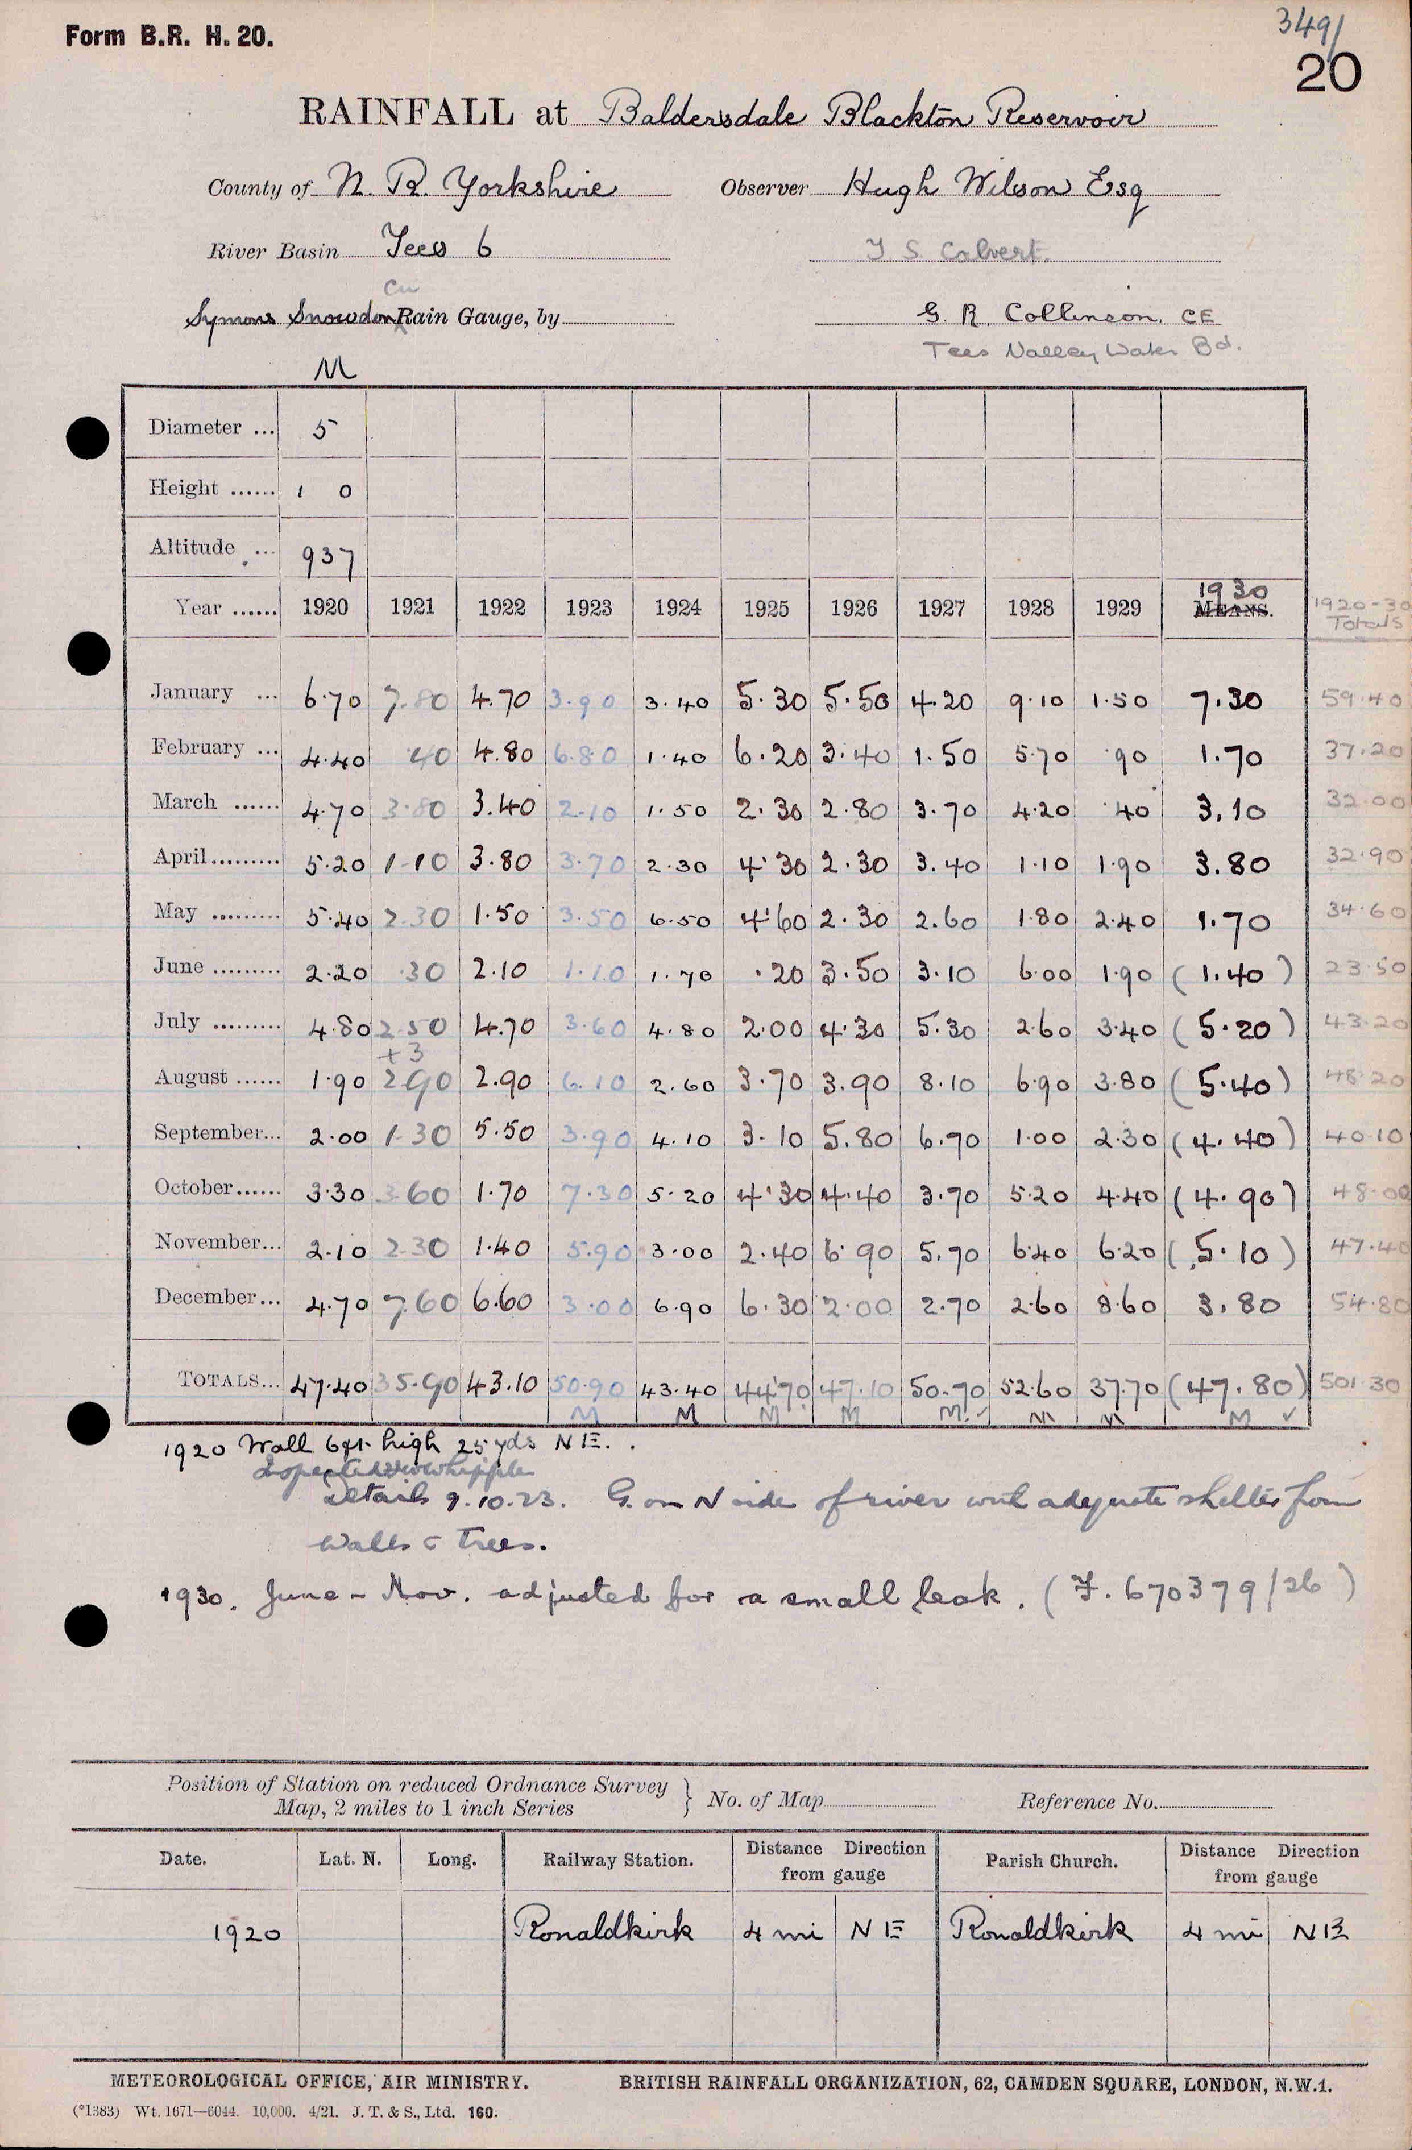 Form B.R. H. 20.
349/
20
RAINFALL at Baldersdale Blackton Reservoir
County of N. R. Yorkshire Observer Hugh Wilson Esq
River Basin Tees 6 T S Calvert.
Cu
Symons Snowdon Rain Gauge, by G. R. Collinson. CE
Tees Valley Water Bd.
M
Diameter ... 5
Height ...... 1 0
Altitude ... 937
Year ...... 1920 1921 1922 1923 1924 1925 1926 1927 1928 1929 1930 MEANS. 1920-30 Totals
January ... 6.70 7.80 4.70 3.90 3.40 5.30 5.50 4.20 9.10 1.50 7.30 59.40
February ... 4.40 40 4.80 6.80 1.40 6.20 3.40 1.50 5.70 .90 1.70 37.20
March ...... 4.70 3.80 3.40 2.10 1.50 2.30 2.80 3.70 4.20 .40 3.10 32.00
April......... 5.20 1.10 3.80 3.70 2.30 4.30 2.30 3.40 1.10 1.90 3.80 32.90
May ......... 5.40 2.30 1.50 3.50 6.50 4.60 2.30 2.60 1.80 2.40 1.70 34.60
June ......... 2.20 .30 2.10 1.10 1.70 .20 3.50 3.10 6.00 1.90 (1.40) 23.50
July ......... 4.80 2.50 4.70 3.60 4.80 2.00 4.30 5.30 2.60 3.40 (5.20) 43.20
+3
August ...... 1.90 2.90 2.90 6.10 2.60 3.70 3.90 8.10 6.90 3.80 (5.40) 48.20
September... 2.00 1.30 5.50 3.90 4.10 3.10 5.80 6.70 1.00 2.30 (4.40) 40.10
October...... 3.30 3.60 1.70 7.30 5.20 4.30 4.40 3.70 5.20 4.40 (4.90) 48.00
November... 2.10 2.30 1.40 5.90 3.00 2.40 6.90 5.70 6.40 6.20 (5.10) 47.40
December... 4.70 7.60 6.60 3.00 6.90 6.30 2.00 2.70 2.60 8.60 3.80 54.80
TOTALS... 47.40 35.90 43.10 50.90 43.40 44.70 47.10 50.70 52.60 37.70 (47.80) 501.30
M M M M M. ✓ M M M ✓
1920 Wall 6ft. high 25 yds N E.
Details 9.10.23. G. on N side of river with adequate shelter from
walls & trees.
1930. June - Nov. adjusted for a small leak. (F. 670379/26)
Position of Station on reduced Ordnance Survey
Map, 2 miles to 1 inch Series } No. of Map Reference No.
Date. Lat. N. Long. Railway Station. Distance Direction from gauge Parish Church. Distance Direction from gauge
1920 Romaldkirk 4 mi N E Romaldkirk 4 mi N E
METEOROLOGICAL OFFICE, AIR MINISTRY. BRITISH RAINFALL ORGANIZATION, 62, CAMDEN SQUARE, LONDON, N.W.1.
(*1383) Wt. 1671—6044. 10,000. 4/21. J. T. & S., Ltd. 160.